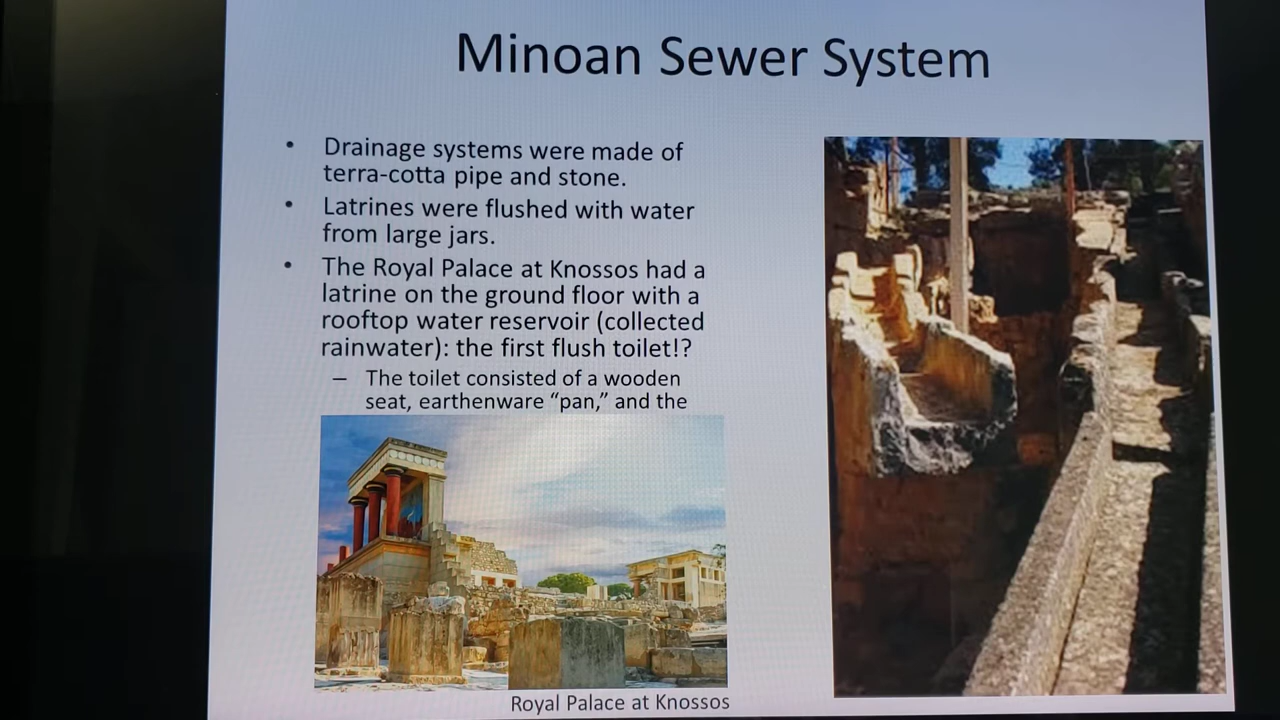 Minoan Sewer System
• Drainage systems were made of
terra-cotta pipe and stone.
• Latrines were flushed with water
from large jars.
• The Royal Palace at Knossos had a
latrine on the ground floor with a
rooftop water reservoir (collected
rainwater): the first flush toilet!?
– The toilet consisted of a wooden
seat, earthenware “pan,” and the
Royal Palace at Knossos